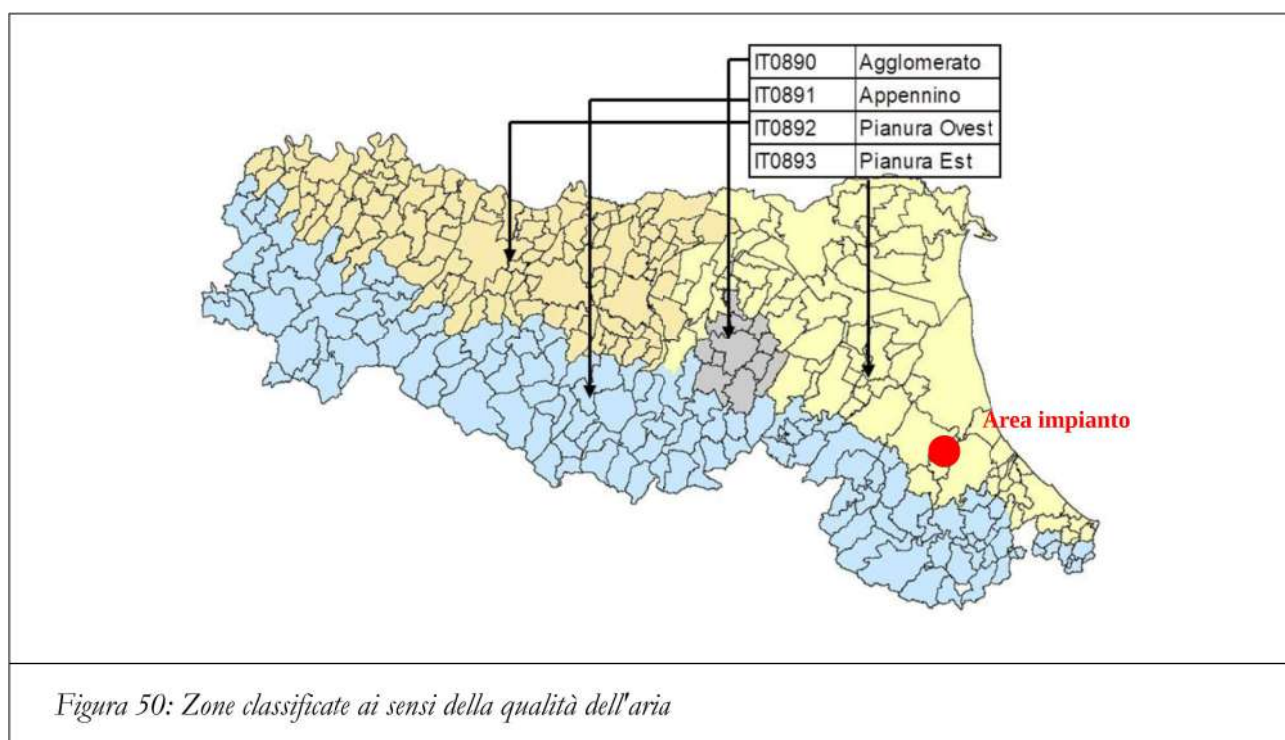 IT0890 Agglomerato
IT0891 Appennino
IT0892 Pianura Ovest
IT0893 Pianura Est
Area impianto
Figura 50: Zone classificate ai sensi della qualità dell'aria